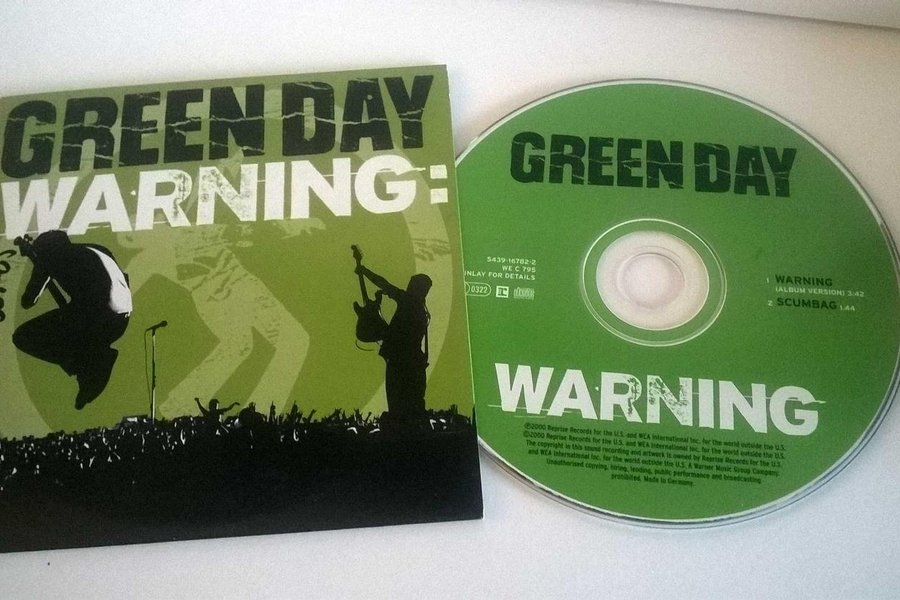 GREEN DAY
WARNING:
GREEN DAY
5439-16782-2
WE C 795
INLAY FOR DETAILS
0322
1 WARNING
(ALBUM VERSION) 3:42
2 SCUMBAG 1.44
WARNING
℗2000 Reprise Records for the U.S. and WEA International Inc. for the world outside the U.S.
©2000 Reprise Records for the U.S. and WEA International Inc. for the world outside the U.S.
The copyright in this sound recording and artwork is owned by Reprise Records for the U.S.
and WEA International Inc. for the world outside the U.S. A Warner Music Group Company.
Unauthorised copying, hiring, lending, public performance and broadcasting
prohibited. Made in Germany.